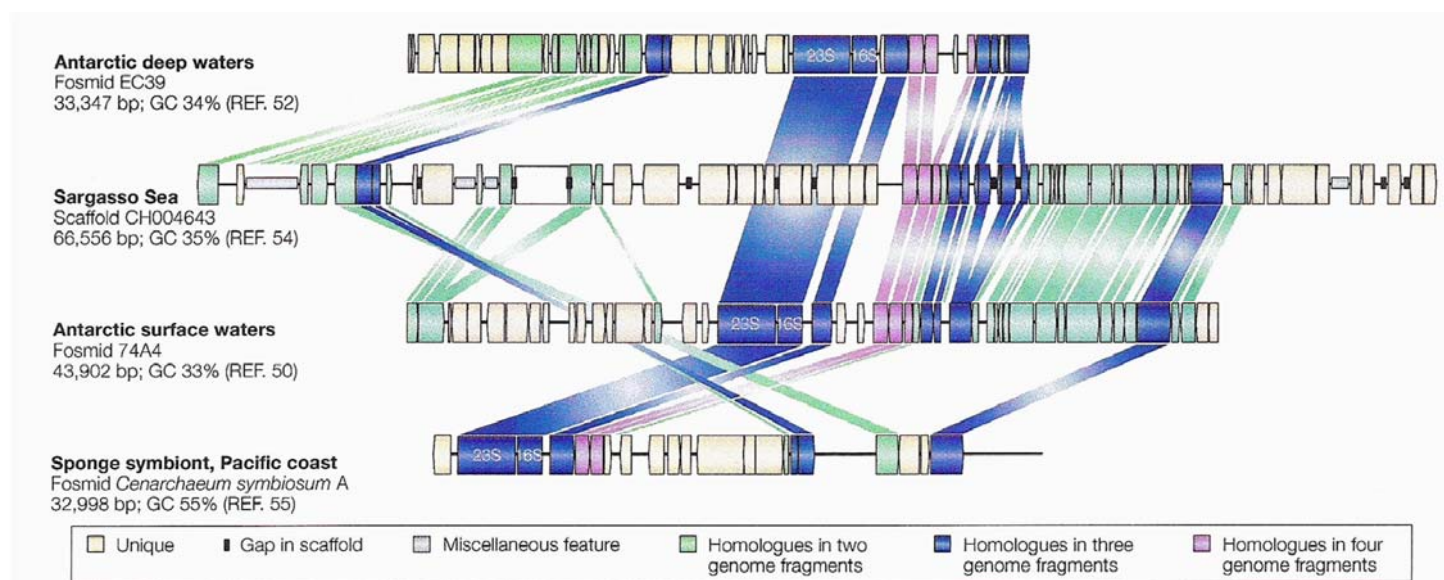 Antarctic deep waters
Fosmid EC39
33,347 bp; GC 34% (REF. 52)
23S 16S
Sargasso Sea
Scaffold CH004643
66,556 bp; GC 35% (REF. 54)
Antarctic surface waters
Fosmid 74A4
43,902 bp; GC 33% (REF. 50)
23S 16S
Sponge symbiont, Pacific coast
Fosmid Cenarchaeum symbiosum A
32,998 bp; GC 55% (REF. 55)
23S 16S
Unique
Gap in scaffold
Miscellaneous feature
Homologues in two
genome fragments
Homologues in three
genome fragments
Homologues in four
genome fragments